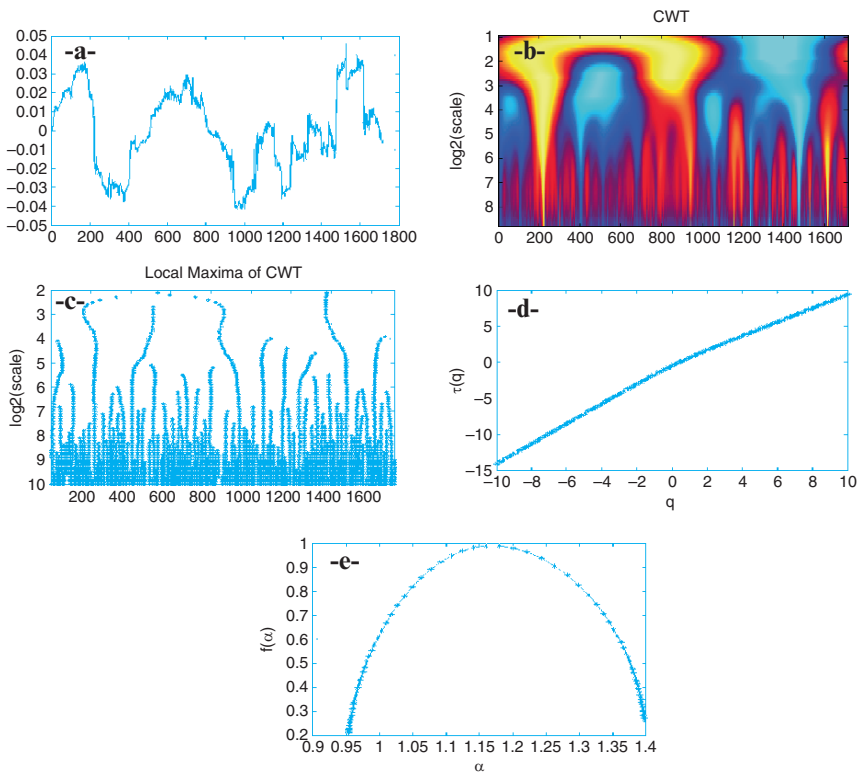 -a-
0.05
0.04
0.03
0.02
0.01
0
−0.01
−0.02
−0.03
−0.04
−0.05
0 200 400 600 800 1000 1200 1400 1600 1800
CWT
-b-
log2(scale)
1
2
3
4
5
6
7
8
0 200 400 600 800 1000 1240 1400 1600
Local Maxima of CWT
-c-
log2(scale)
2
3
4
5
6
7
8
9
10
200 400 600 800 1000 1200 1400 1600
-d-
τ(q)
10
5
0
−5
−10
−15
−10 −8 −6 −4 −2 0 2 4 6 8 10
q
-e-
f(α)
1
0.9
0.8
0.7
0.6
0.5
0.4
0.3
0.2
0.9 0.95 1 1.05 1.1 1.15 1.2 1.25 1.3 1.35 1.4
α